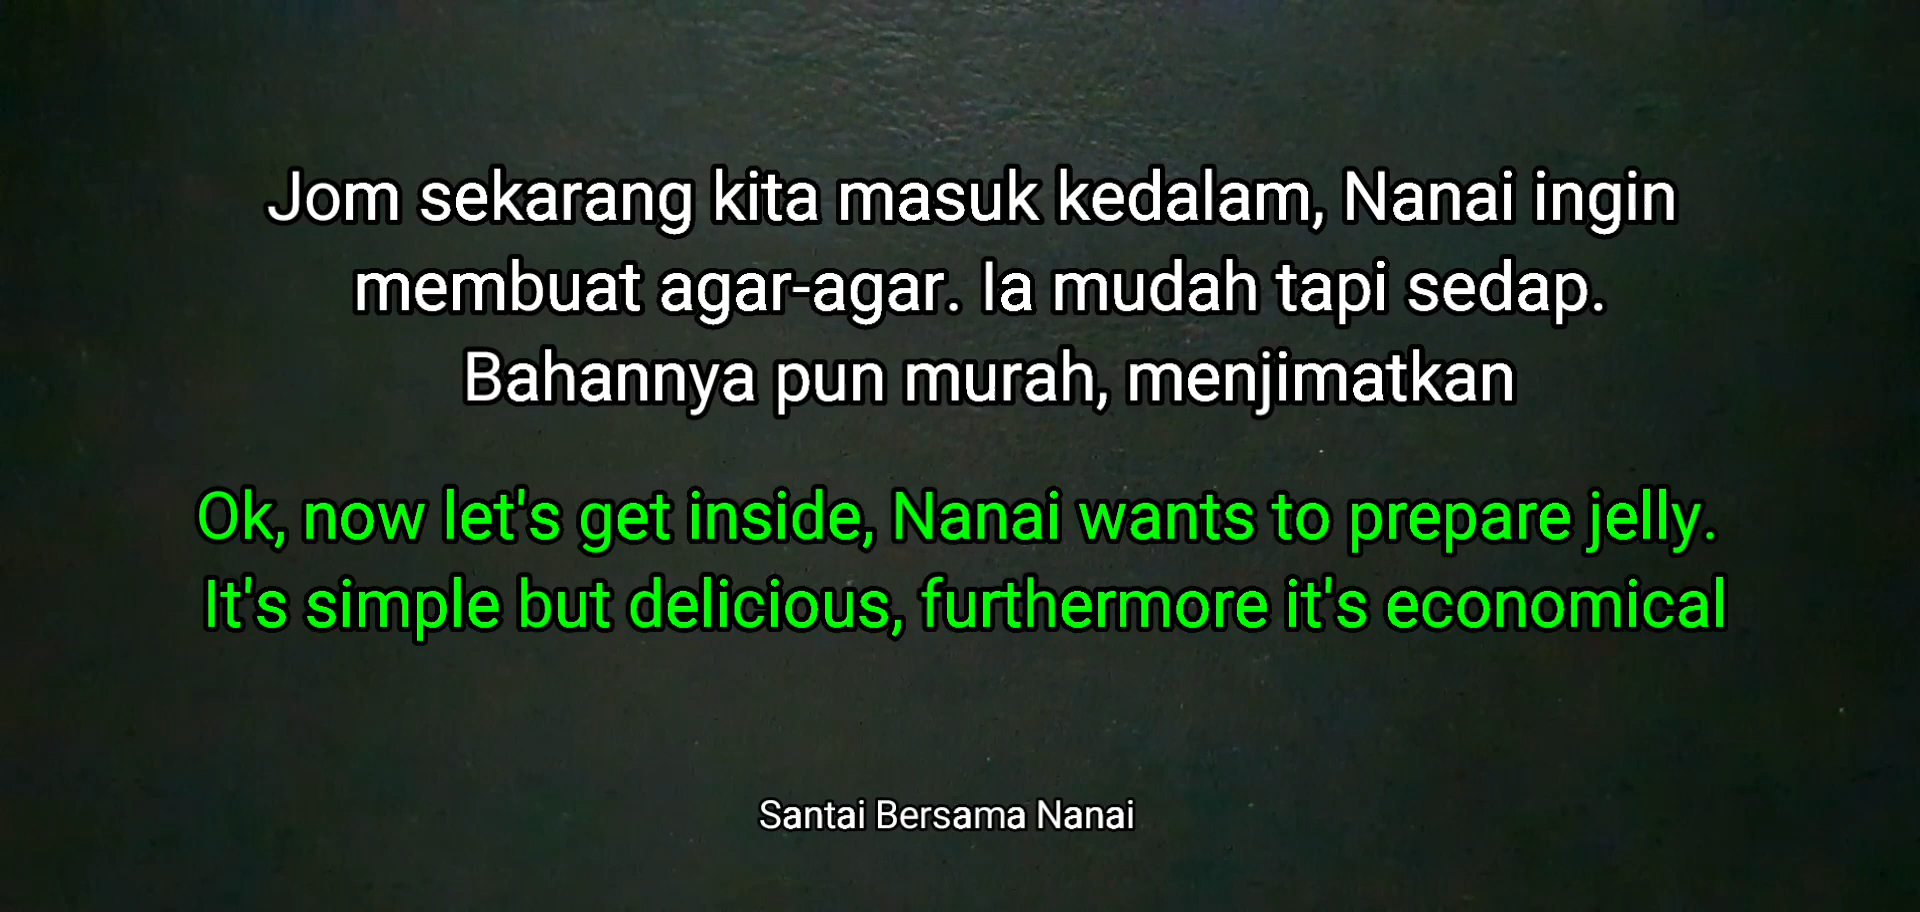 Jom sekarang kita masuk kedalam, Nanai ingin
membuat agar-agar. Ia mudah tapi sedap.
Bahannya pun murah, menjimatkan
Ok, now let's get inside, Nanai wants to prepare jelly.
It's simple but delicious, furthermore it's economical
Santai Bersama Nanai